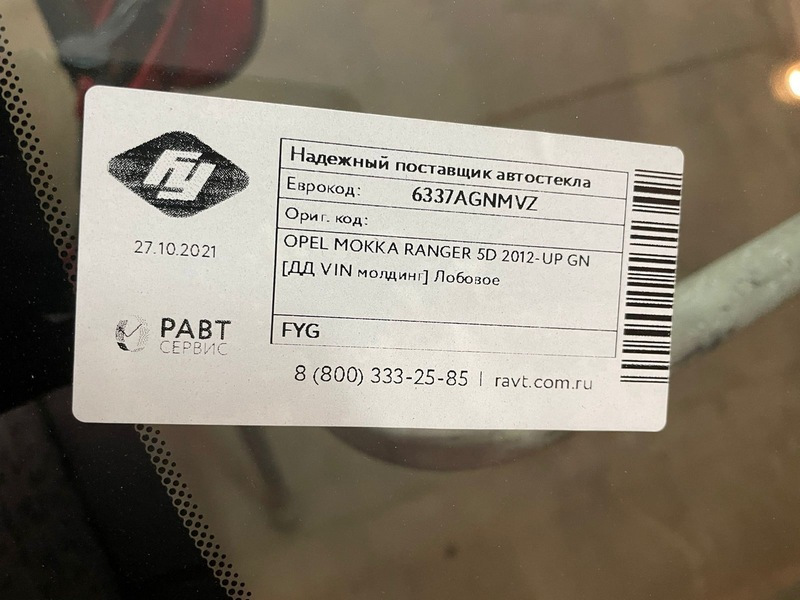 FY
27.10.2021
РАВТ
СЕРВИС
Надежный поставщик автостекла
Еврокод: 6337AGNMVZ
Ориг. код:
OPEL MOKKA RANGER 5D 2012-UP GN
[ДД VIN молдинг] Лобовое
FYG
8 (800) 333-25-85 | ravt.com.ru